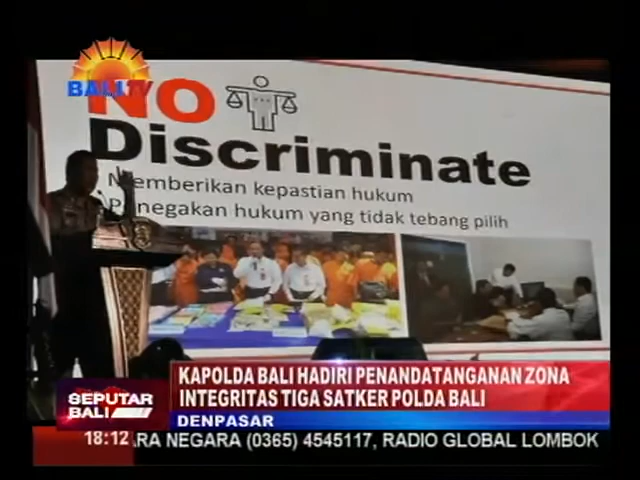 BALI TV
NO
Discriminate
Memberikan kepastian hukum
Penegakan hukum yang tidak tebang pilih
KAPOLDA BALI HADIRI PENANDATANGANAN ZONA
INTEGRITAS TIGA SATKER POLDA BALI
SEPUTAR
BALI
DENPASAR
18:12 ARA NEGARA (0365) 4545117, RADIO GLOBAL LOMBOK